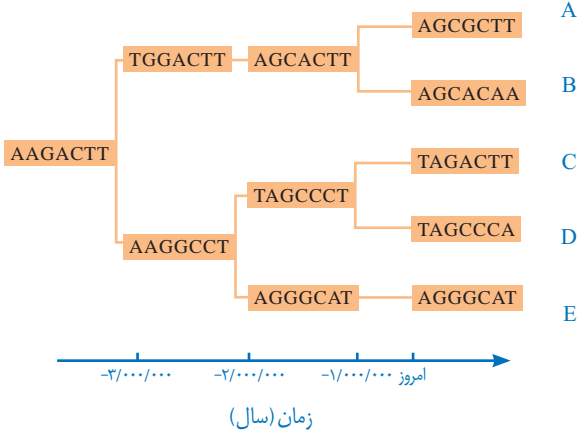 AGCGCTT A
TGGACTT AGCACTT
AGCACAA B
AAGACTT
TAGACTT C
TAGCCCT
TAGCCCA D
AAGGCCT
AGGGCAT AGGGCAT E
-۳/۰۰۰/۰۰۰ -۲/۰۰۰/۰۰۰ -۱/۰۰۰/۰۰۰ امروز
زمان (سال)